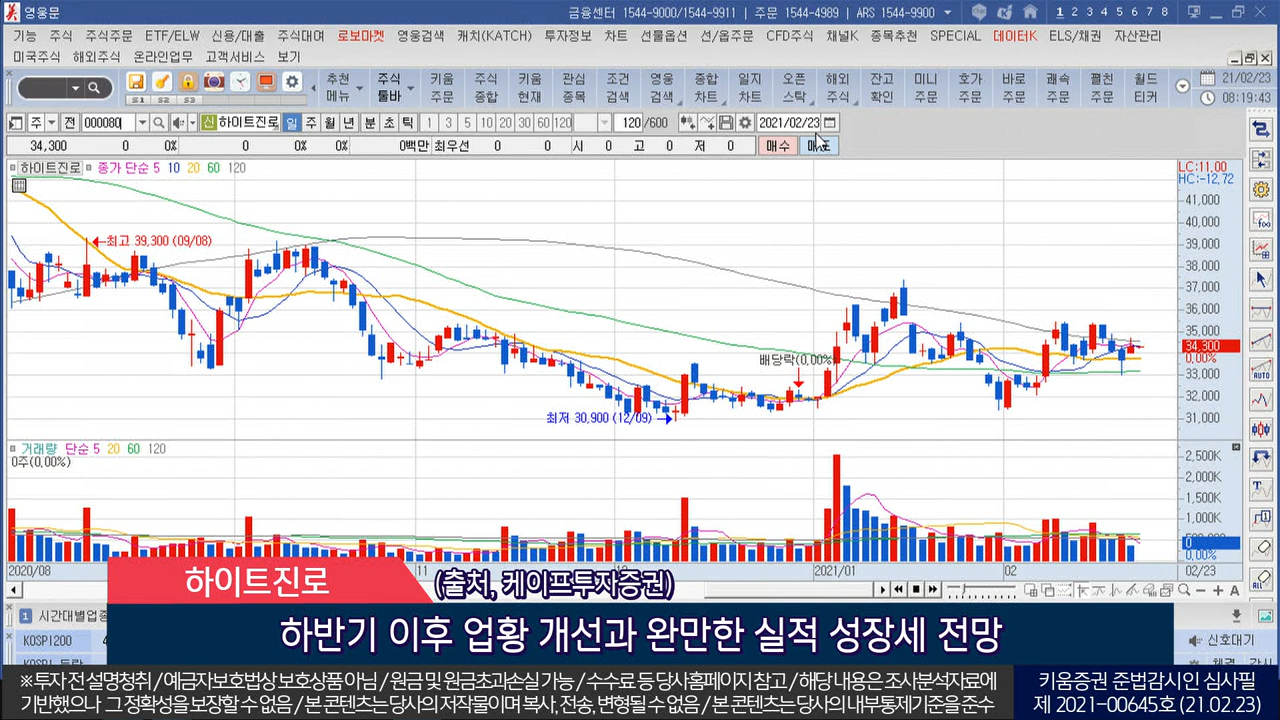 영웅문
금융센터 1544-9000/1544-9911 | 주문 1544-4989 | ARS 1544-9900
1 2 3 4 5 6 7 8
기능 주식 주식주문 ETF/ELW 신용/대출 주식대여 로보마켓 영웅검색 캐치(KATCH) 투자정보 차트 선물옵션 선/옵주문 CFD주식 채널K 종목추천 SPECIAL 데이터K ELS/채권 자산관리
미국주식 해외주식 온라인업무 고객서비스 보기
추천 주식 키움 주식 키움 관심 조건 영웅 종합 일지 오픈 해외 잔고 미니 호가 바로 쾌속 펼친 월드 21/02/23
메뉴 툴바 주문 종합 현재 종목 검색 검색 차트 차트 스탁 주식 확인 주문 주문 주문 주문 주문 티커 08:19:43
S1 S2 S3
주 전 000080 신 하이트진로 일 주 월 년 분 초 틱 1 3 5 10 20 30 60 120 120 /600 2021/02/23
34,300 0 0% 0 0% 0% 0백만 최우선 0 0 시 0 고 0 저 0 매수
하이트진로 종가 단순 5 10 20 60 120
LC:11.00
HC:-12.72
41,000
40,000
최고 39,300 (09/08)
39,000
38,000
37,000
36,000
35,000
34,300
0.00%
배당락(0.00%)
33,000
32,000
최저 30,900 (12/09)
31,000
거래량 단순 5 20 60 120
0주(0.00%)
2,500K
2,000K
1,500K
1,000K
0
0.00%
2020/08 11 12 2021/01 02 02/23
하이트진로
(출처, 케이프투자증권)
하반기 이후 업황 개선과 완만한 실적 성장세 전망
1 시간대별업종
KOSPI200
신호대기
※ 투자 전 설명청취 / 예금자보호법상 보호상품 아님 / 원금 및 원금초과손실 가능 / 수수료 등 당사홈페이지 참고 / 해당 내용은 조사분석자료에
기반했으나 그 정확성을 보장할 수 없음 / 본 콘텐츠는 당사의 저작물이며 복사, 전송, 변형될 수 없음 / 본 콘텐츠는 당사의 내부통제기준을 준수
키움증권 준법감시인 심사필
제 2021-00645호 (21.02.23)